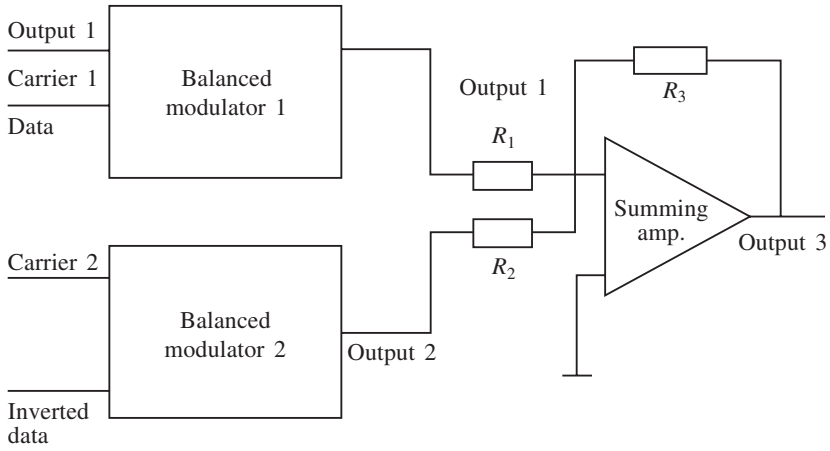 Output 1
Carrier 1
Data
Balanced
modulator 1
Output 1
R1
R3
Summing
amp.
Output 3
R2
Carrier 2
Balanced
modulator 2
Output 2
Inverted
data